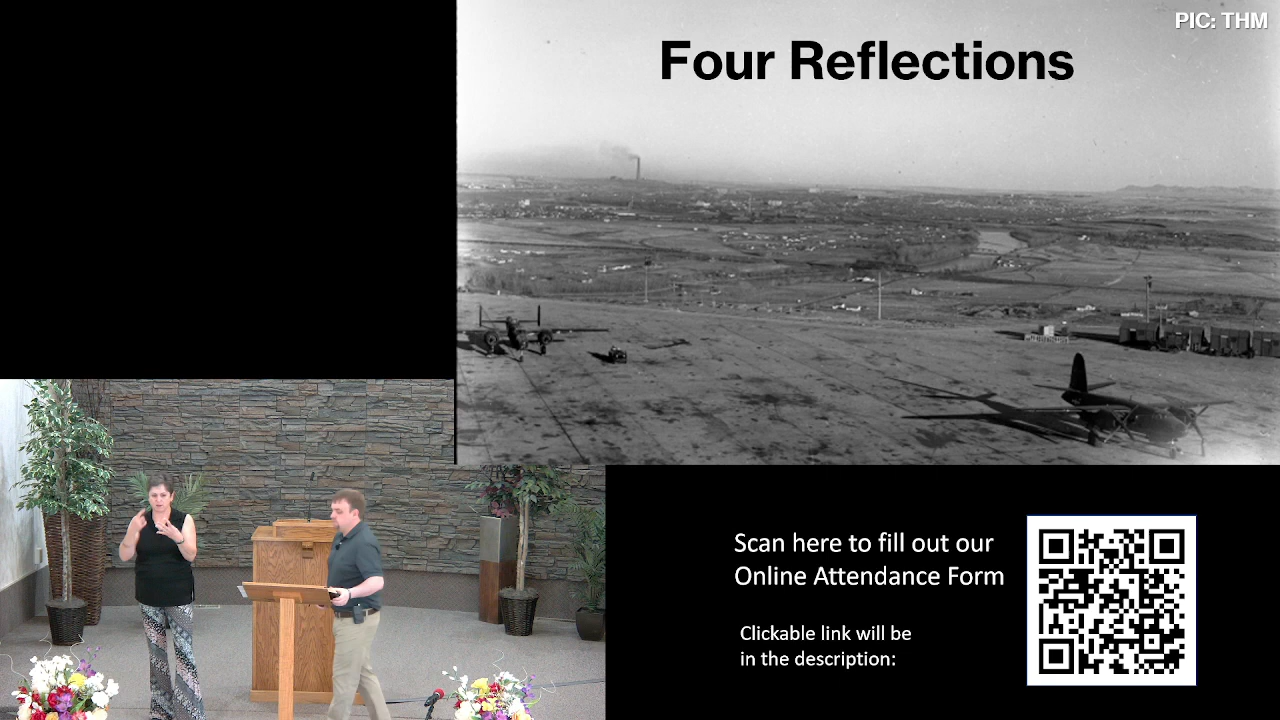 PIC: THM
Four Reflections
Scan here to fill out our
Online Attendance Form
Clickable link will be
in the description: